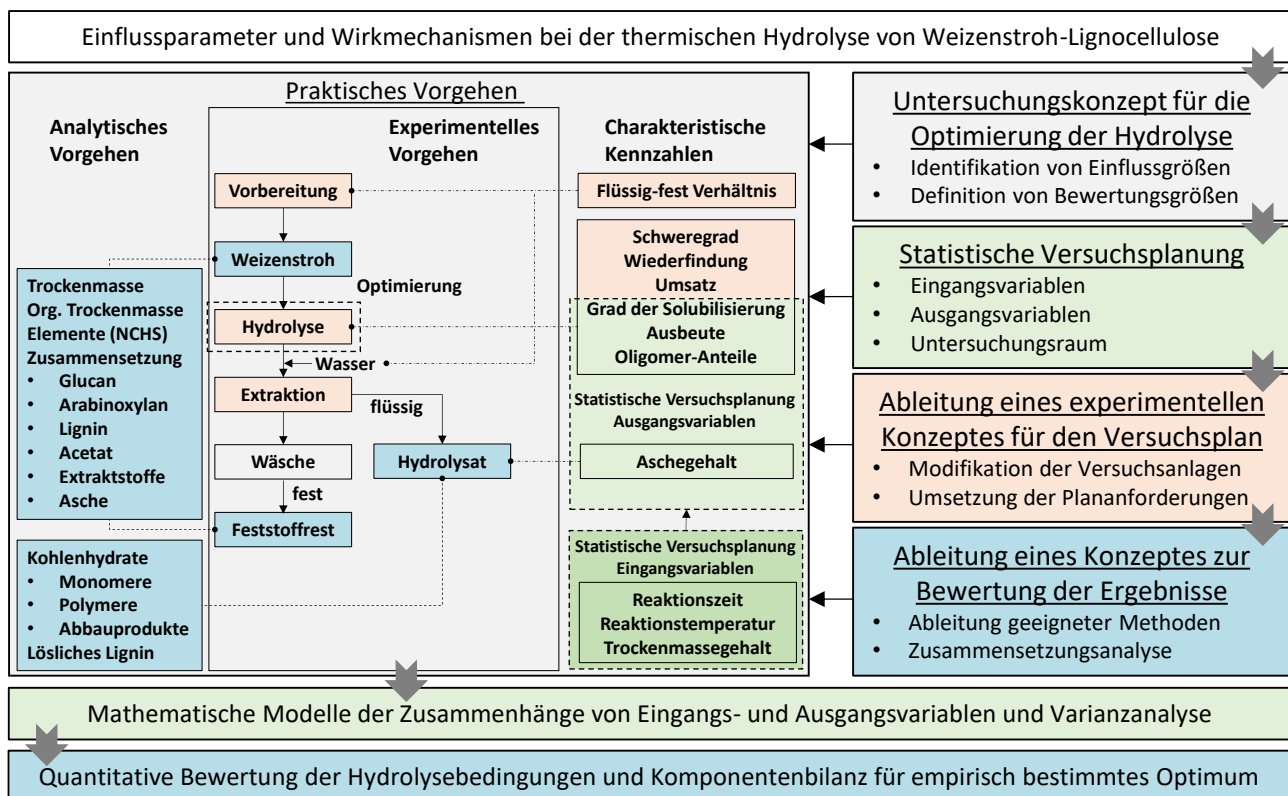 Einflussparameter und Wirkmechanismen bei der thermischen Hydrolyse von Weizenstroh-Lignocellulose
Praktisches Vorgehen
Analytisches
Vorgehen
Trockenmasse
Org. Trockenmasse
Elemente (NCHS)
Zusammensetzung
• Glucan
• Arabinoxylan
• Lignin
• Acetat
• Extraktstoffe
• Asche
Kohlenhydrate
• Monomere
• Polymere
• Abbauprodukte
Lösliches Lignin
Experimentelles
Vorgehen
Vorbereitung
Weizenstroh
Optimierung
Hydrolyse
Wasser
Extraktion
flüssig
Wäsche
Hydrolysat
fest
Feststoffrest
Charakteristische
Kennzahlen
Flüssig-fest Verhältnis
Schweregrad
Wiederfindung
Umsatz
Grad der Solubilisierung
Ausbeute
Oligomer-Anteile
Statistische Versuchsplanung
Ausgangsvariablen
Aschegehalt
Statistische Versuchsplanung
Eingangsvariablen
Reaktionszeit
Reaktionstemperatur
Trockenmassegehalt
Untersuchungskonzept für die
Optimierung der Hydrolyse
• Identifikation von Einflussgrößen
• Definition von Bewertungsgrößen
Statistische Versuchsplanung
• Eingangsvariablen
• Ausgangsvariablen
• Untersuchungsraum
Ableitung eines experimentellen
Konzeptes für den Versuchsplan
• Modifikation der Versuchsanlagen
• Umsetzung der Plananforderungen
Ableitung eines Konzeptes zur
Bewertung der Ergebnisse
• Ableitung geeigneter Methoden
• Zusammensetzungsanalyse
Mathematische Modelle der Zusammenhänge von Eingangs- und Ausgangsvariablen und Varianzanalyse
Quantitative Bewertung der Hydrolysebedingungen und Komponentenbilanz für empirisch bestimmtes Optimum